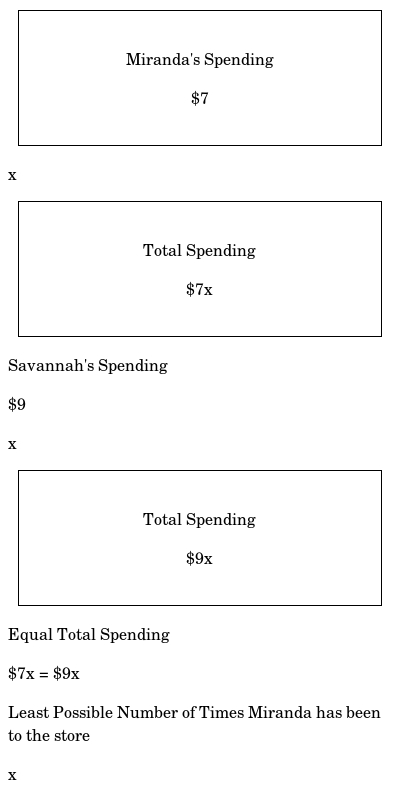 Miranda's Spending
$7
x
Total Spending
$7x
Savannah's Spending
$9
x
Total Spending
$9x
Equal Total Spending
$7x = $9x
Least Possible Number of Times Miranda has been
to the store
x